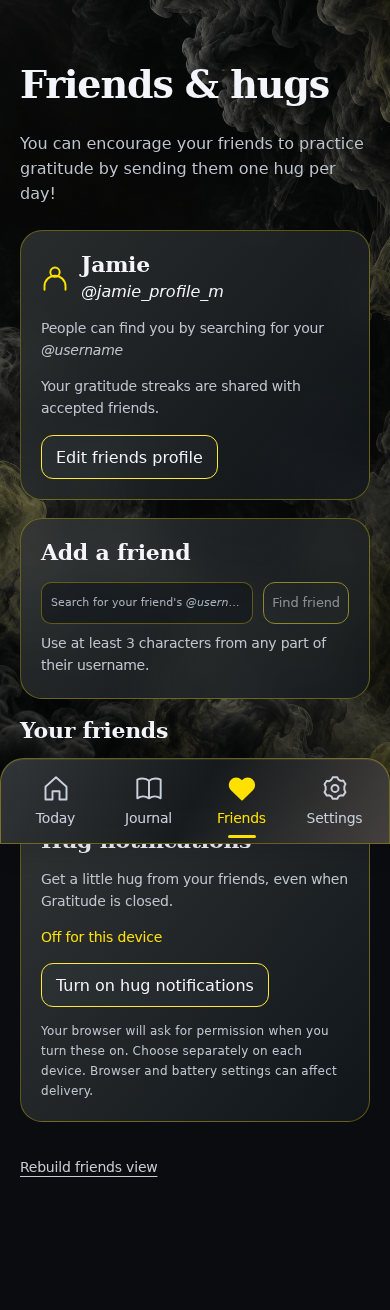 Friends & hugs
You can encourage your friends to practice
gratitude by sending them one hug per
day!
Jamie
@jamie_profile_m
People can find you by searching for your
@username
Your gratitude streaks are shared with
accepted friends.
Edit friends profile
Add a friend
Search for your friend's @usern...
Find friend
Use at least 3 characters from any part of
their username.
Your friends
Today
Journal
Friends
Settings
Hug notifications
Get a little hug from your friends, even when
Gratitude is closed.
Off for this device
Turn on hug notifications
Your browser will ask for permission when you
turn these on. Choose separately on each
device. Browser and battery settings can affect
delivery.
Rebuild friends view